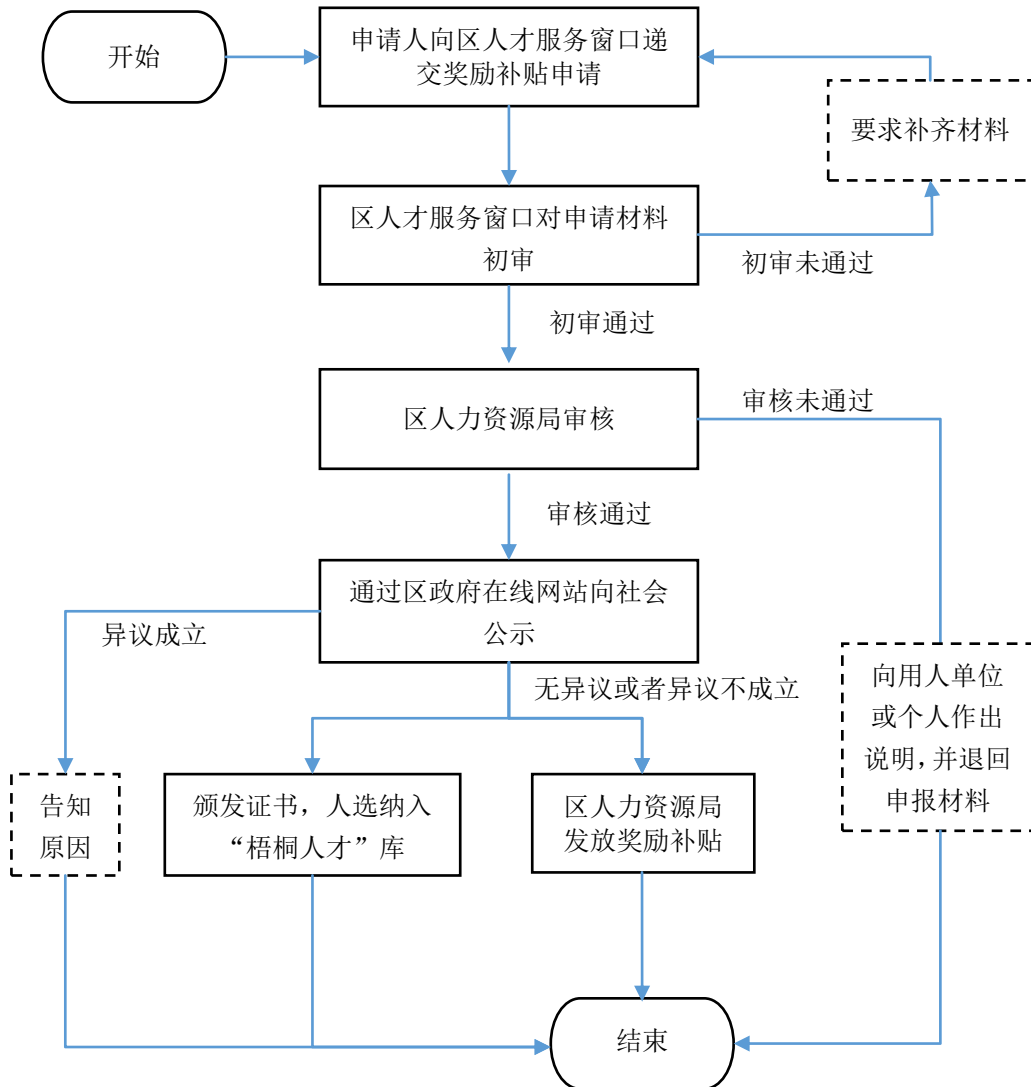 开始
申请人向区人才服务窗口递
交奖励补贴申请
要求补齐材料
区人才服务窗口对申请材料
初审
初审未通过
初审通过
区人力资源局审核
审核未通过
审核通过
通过区政府在线网站向社会
公示
异议成立
无异议或者异议不成立
向用人单位
或个人作出
说明,并退回
申报材料
告知
原因
颁发证书，人选纳入
“梧桐人才”库
区人力资源局
发放奖励补贴
结束